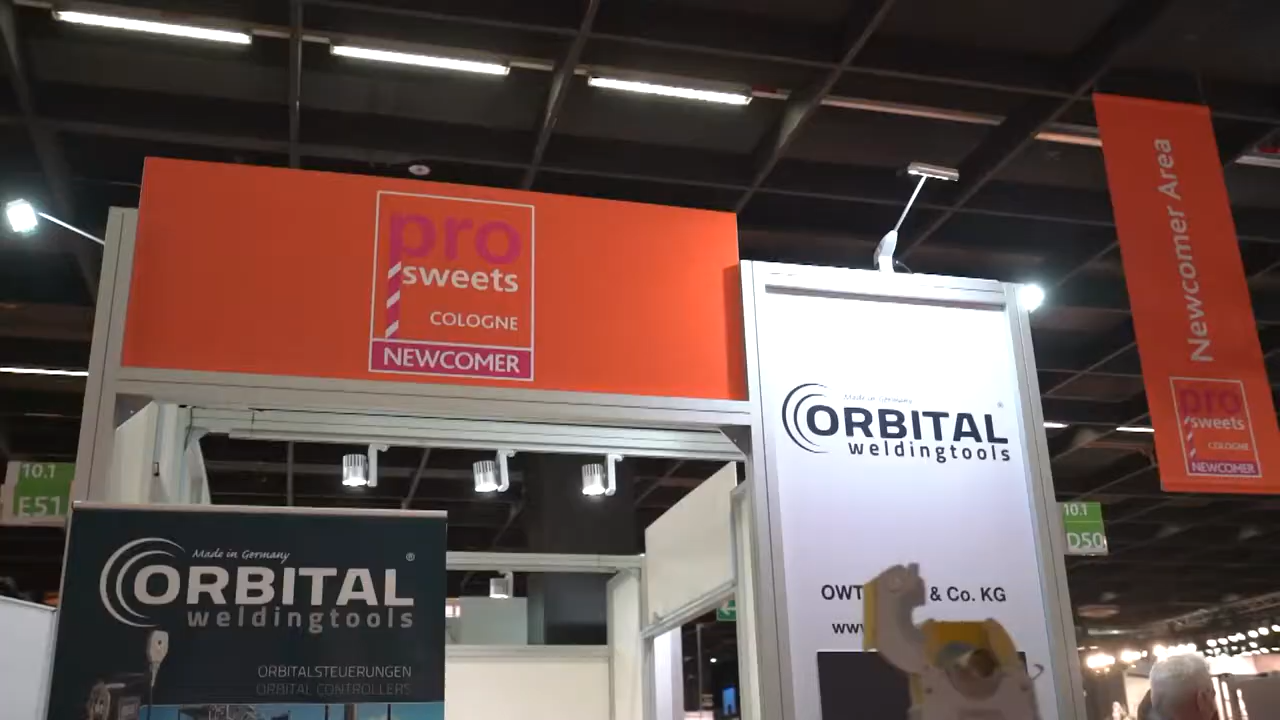 pro
sweets
COLOGNE
NEWCOMER
Newcomer Area
pro
sweets
COLOGNE
NEWCOMER
Made in Germany
ORBITAL
weldingtools
®
& Co. KG
10.1
E51
10.1
D50
Made in Germany
ORBITAL
weldingtools
®
ORBITALSTEUERUNGEN
ORBITAL CONTROLLERS